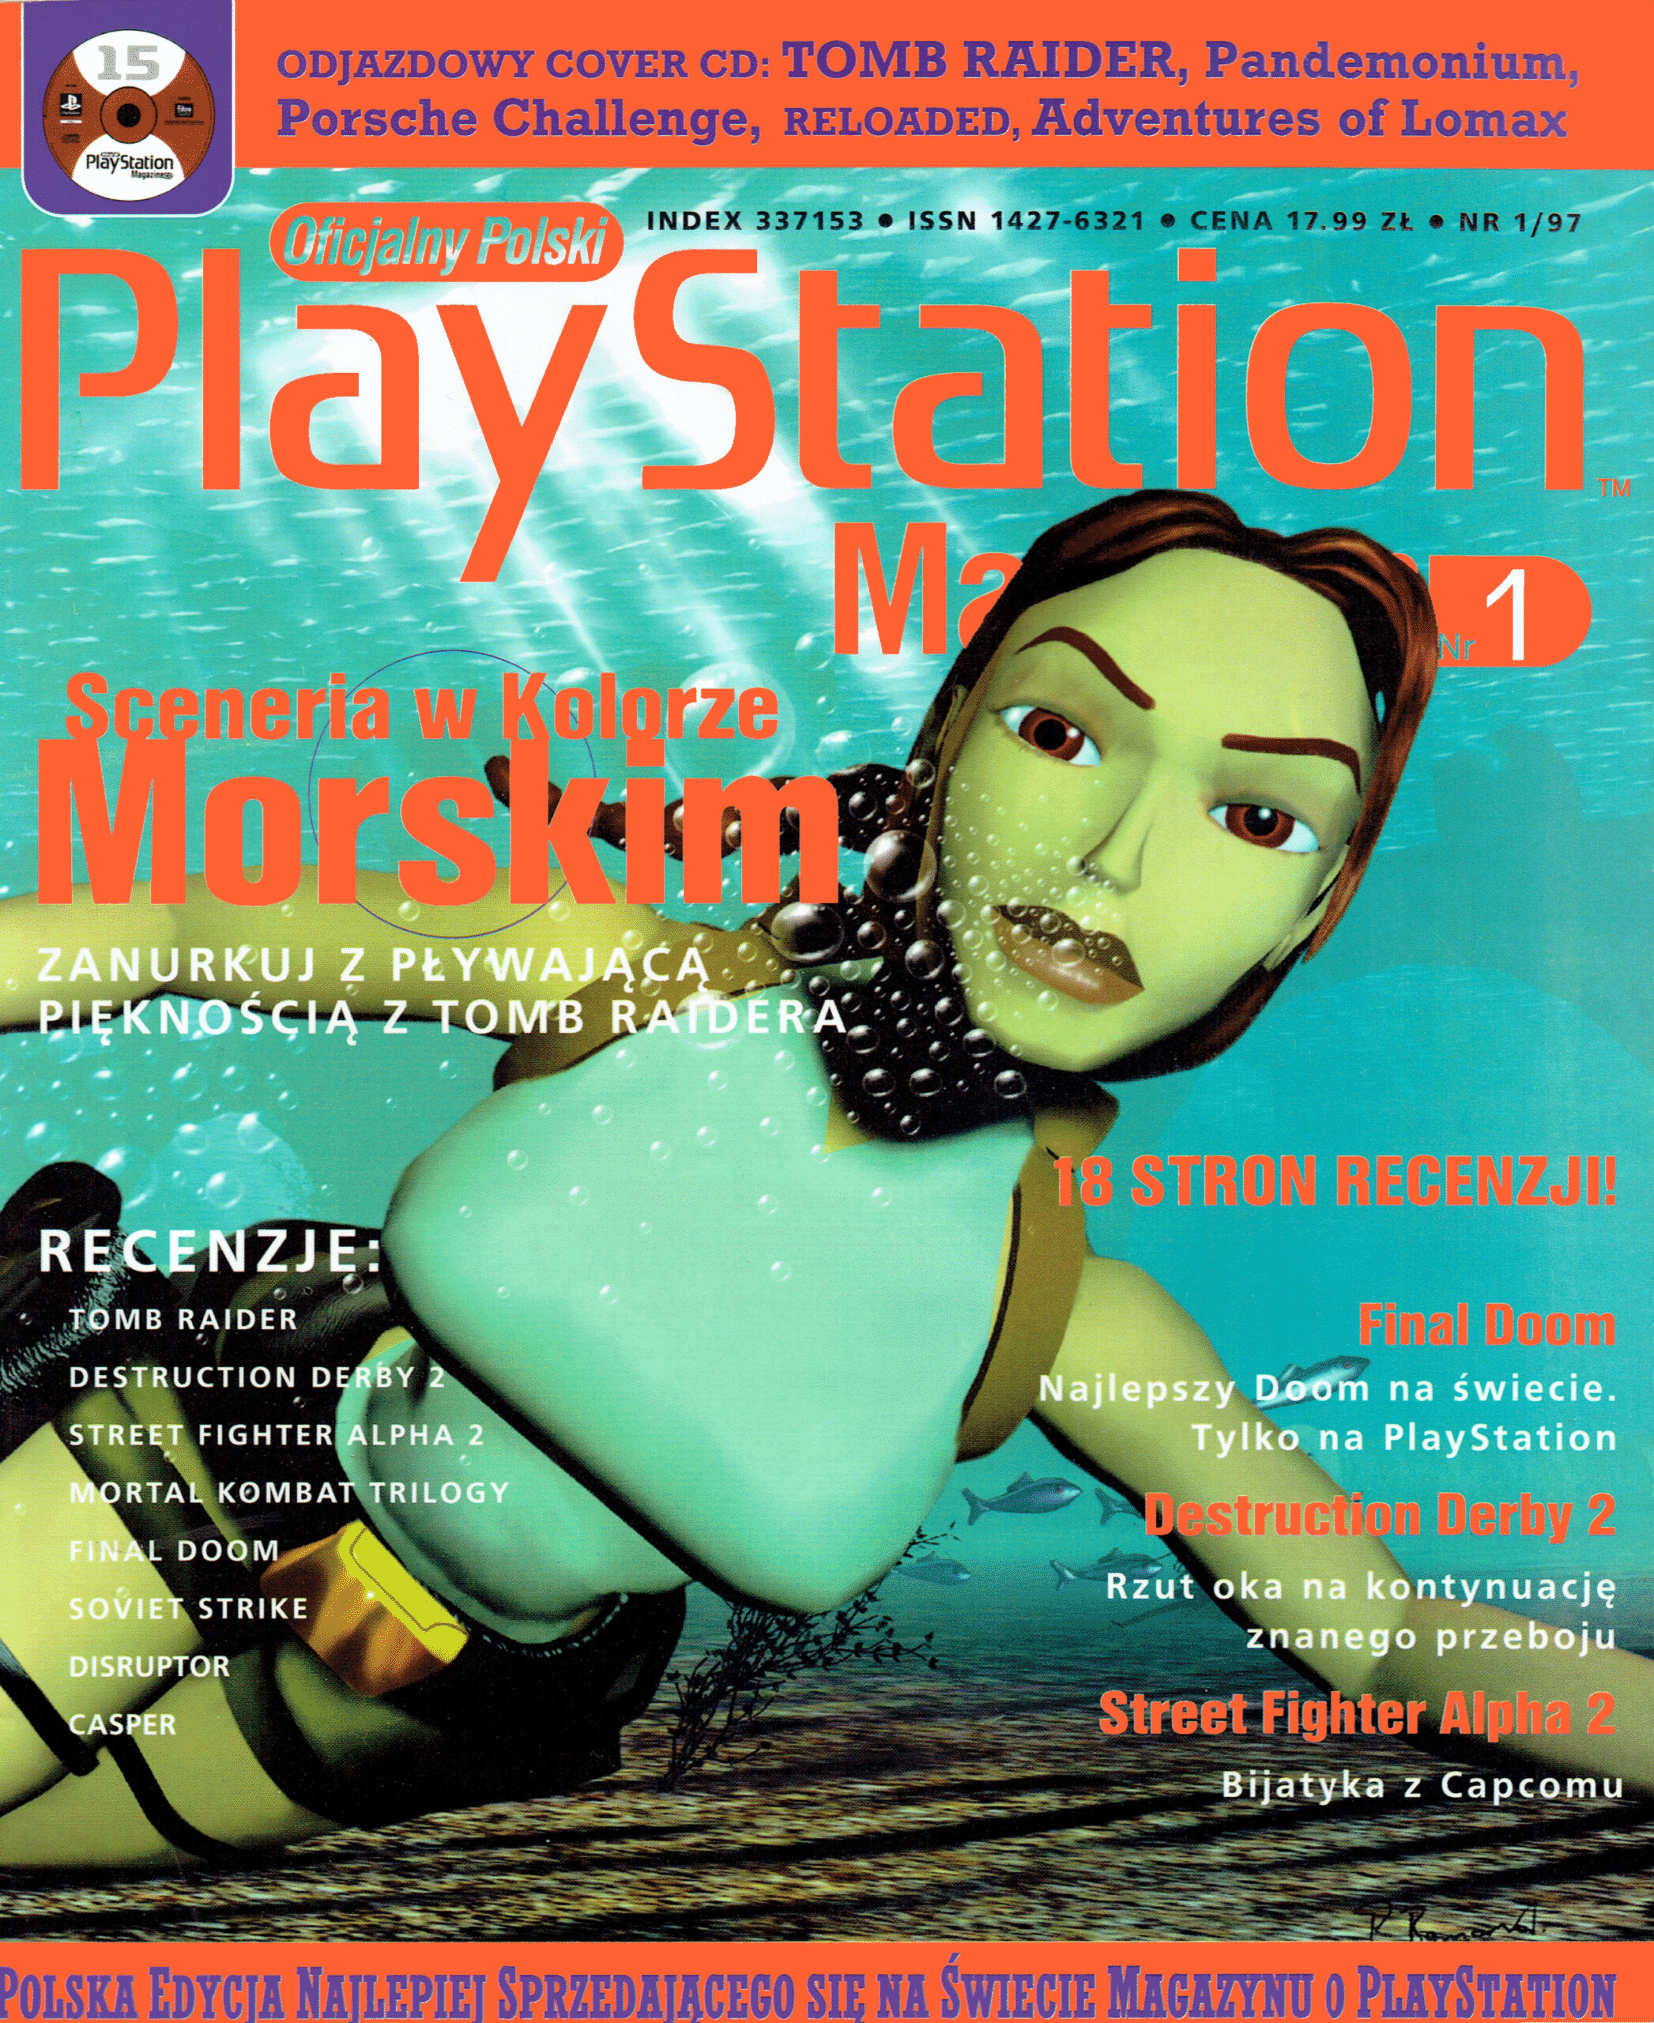 15
PlayStation
Magazine
ODJAZDOWY COVER CD: TOMB RAIDER, Pandemonium,
Porsche Challenge, RELOADED, Adventures of Lomax
INDEX 337153 ● ISSN 1427-6321 ● CENA 17.99 ZŁ ● NR 1/97
Oficjalny Polski
PlayStation
TM
Nr 1
Sceneria w Kolorze
Morskim
ZANURKUJ Z PŁYWAJĄCĄ
PIĘKNOŚCIĄ Z TOMB RAIDERA
RECENZJE:
TOMB RAIDER
DESTRUCTION DERBY 2
STREET FIGHTER ALPHA 2
MORTAL KOMBAT TRILOGY
FINAL DOOM
SOVIET STRIKE
DISRUPTOR
CASPER
18 STRON RECENZJI!
Final Doom
Najlepszy Doom na świecie.
Tylko na PlayStation
Destruction Derby 2
Rzut oka na kontynuację
znanego przeboju
Street Fighter Alpha 2
Bijatyka z Capcomu
POLSKA EDYCJA NAJLEPIEJ SPRZEDAJĄCEGO SIĘ NA ŚWIECIE MAGAZYNU O PLAYSTATION